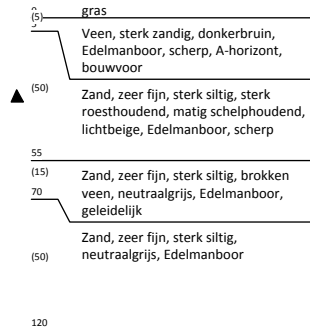 gras
(5)
Veen, sterk zandig, donkerbruin,
Edelmanboor, scherp, A-horizont,
bouwvoor
(50)
Zand, zeer fijn, sterk siltig, sterk
roesthoudend, matig schelphoudend,
lichtbeige, Edelmanboor, scherp
55
(15)
Zand, zeer fijn, sterk siltig, brokken
veen, neutraalgrijs, Edelmanboor,
geleidelijk
70
Zand, zeer fijn, sterk siltig,
neutraalgrijs, Edelmanboor
(50)
120